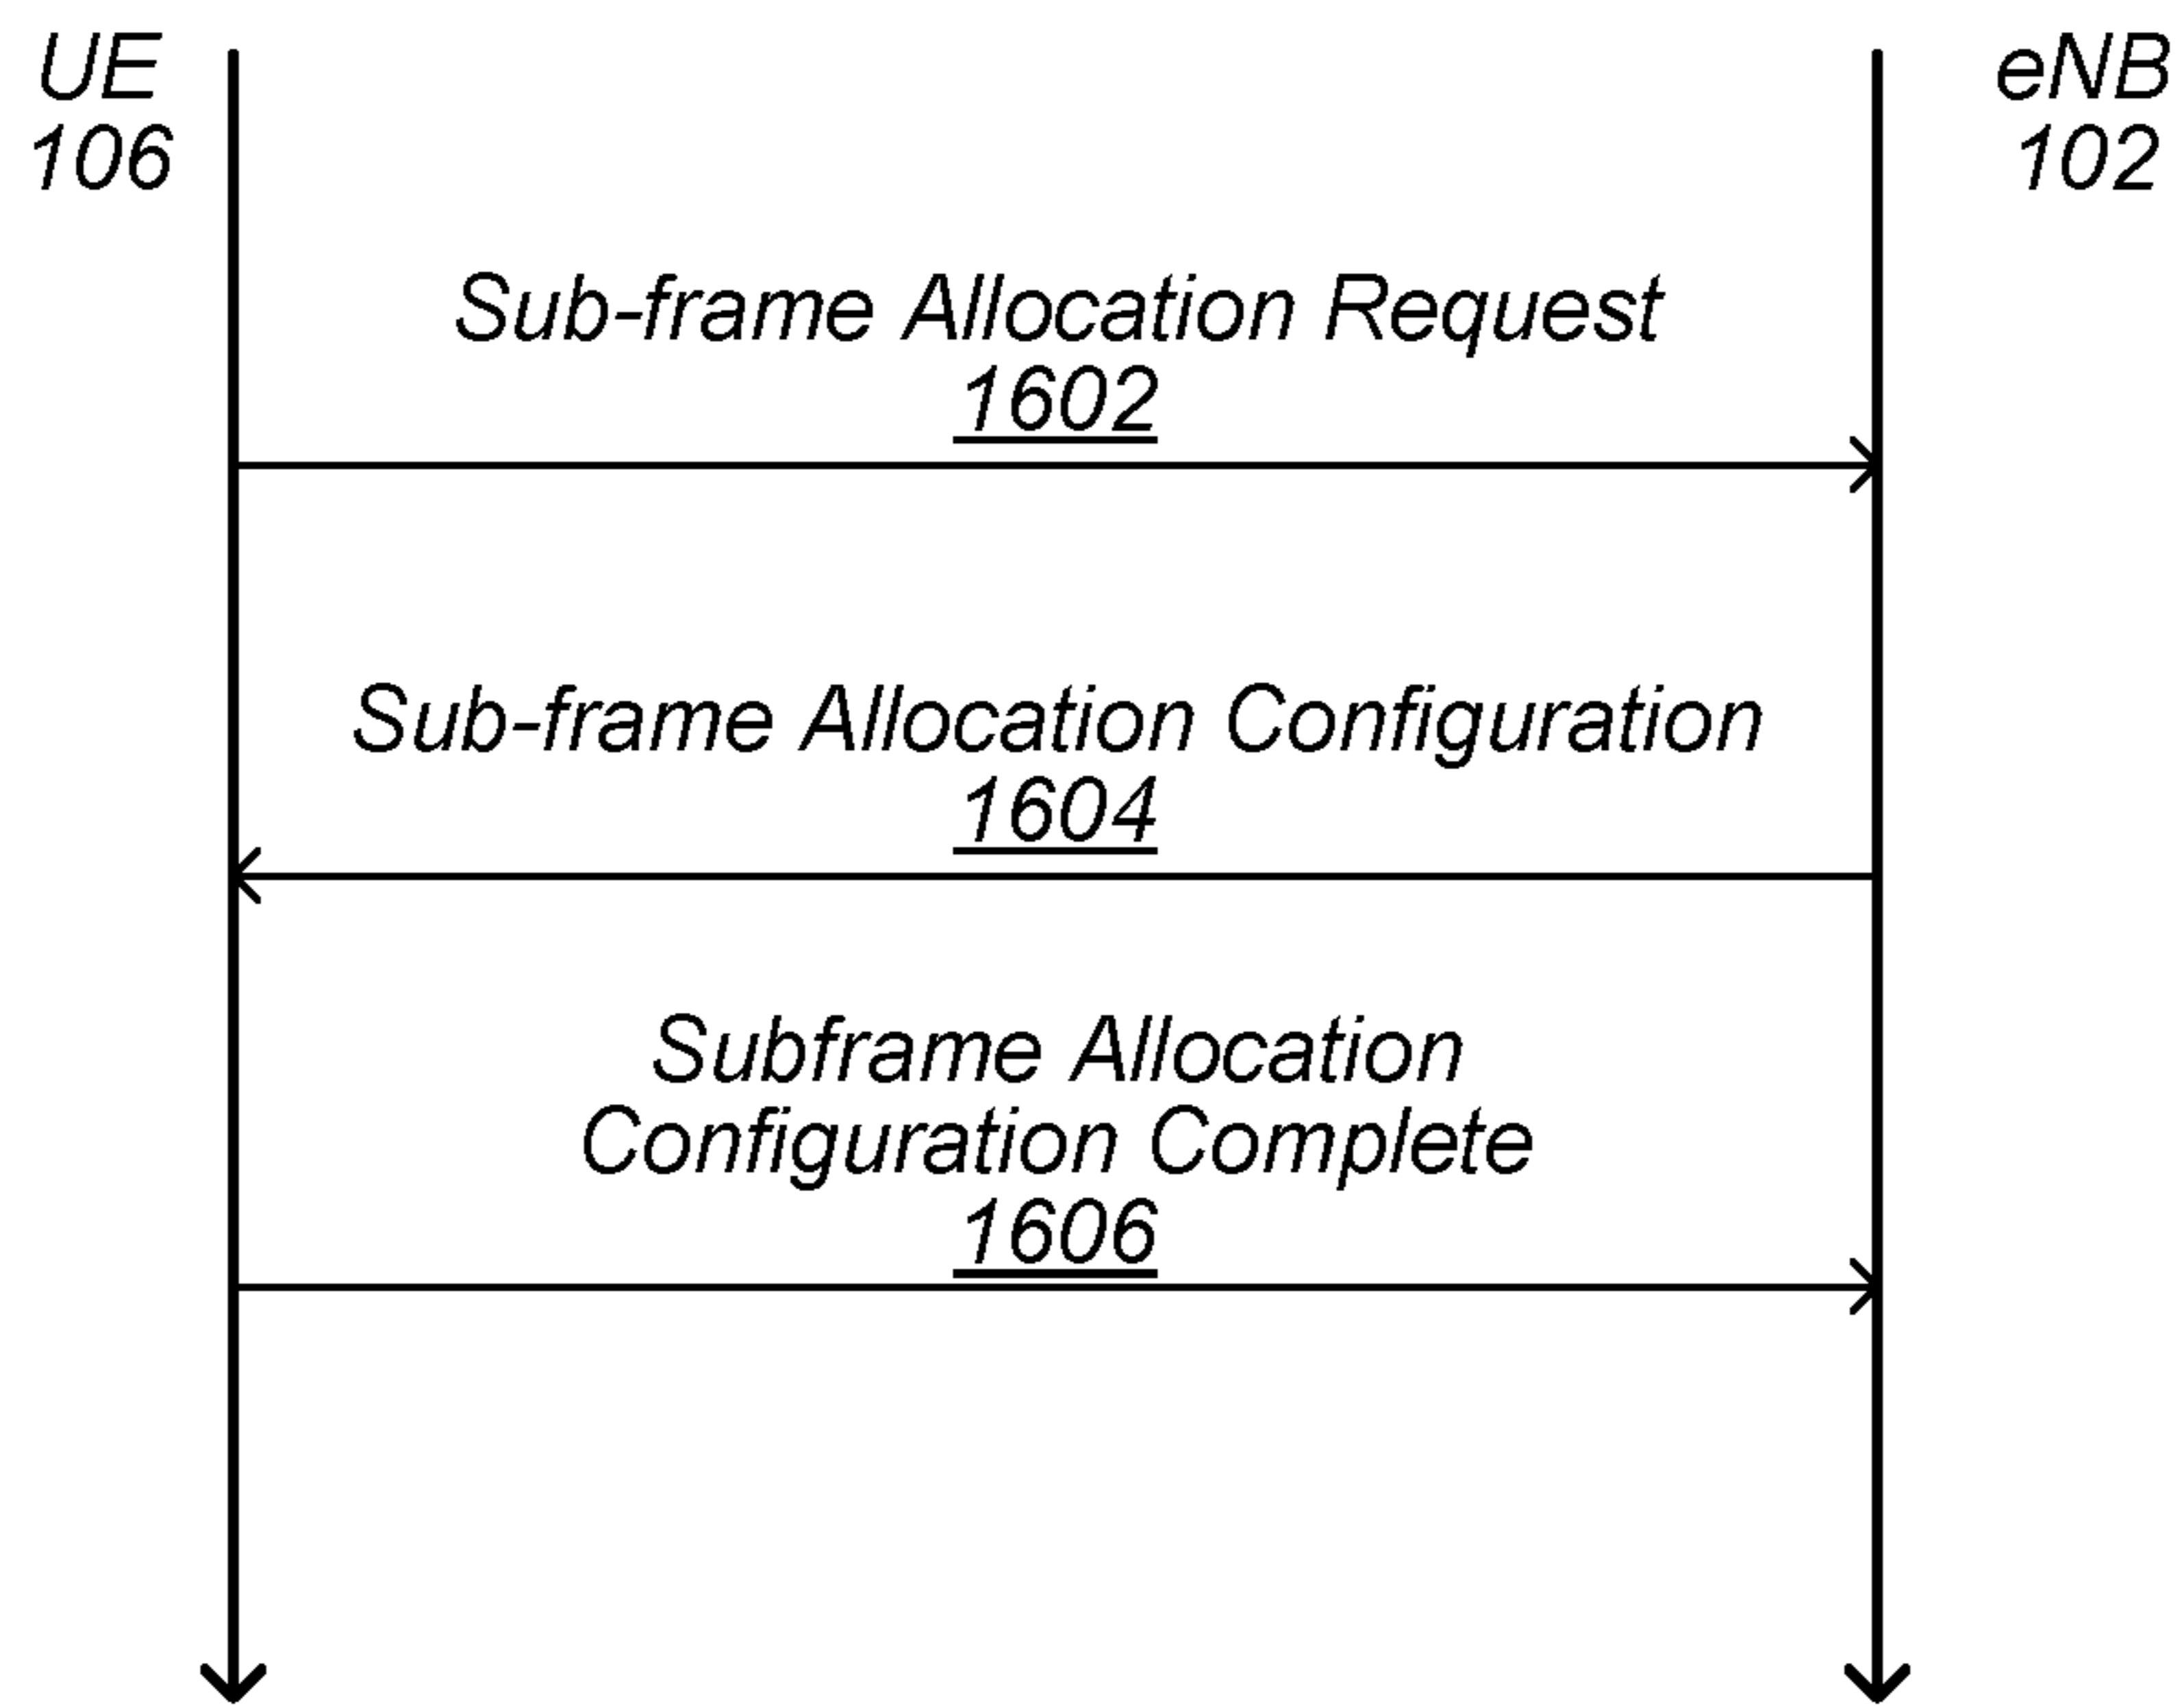 UE
106
eNB
102
Sub-frame Allocation Request
1602
Sub-frame Allocation Configuration
1604
Subframe Allocation
Configuration Complete
1606